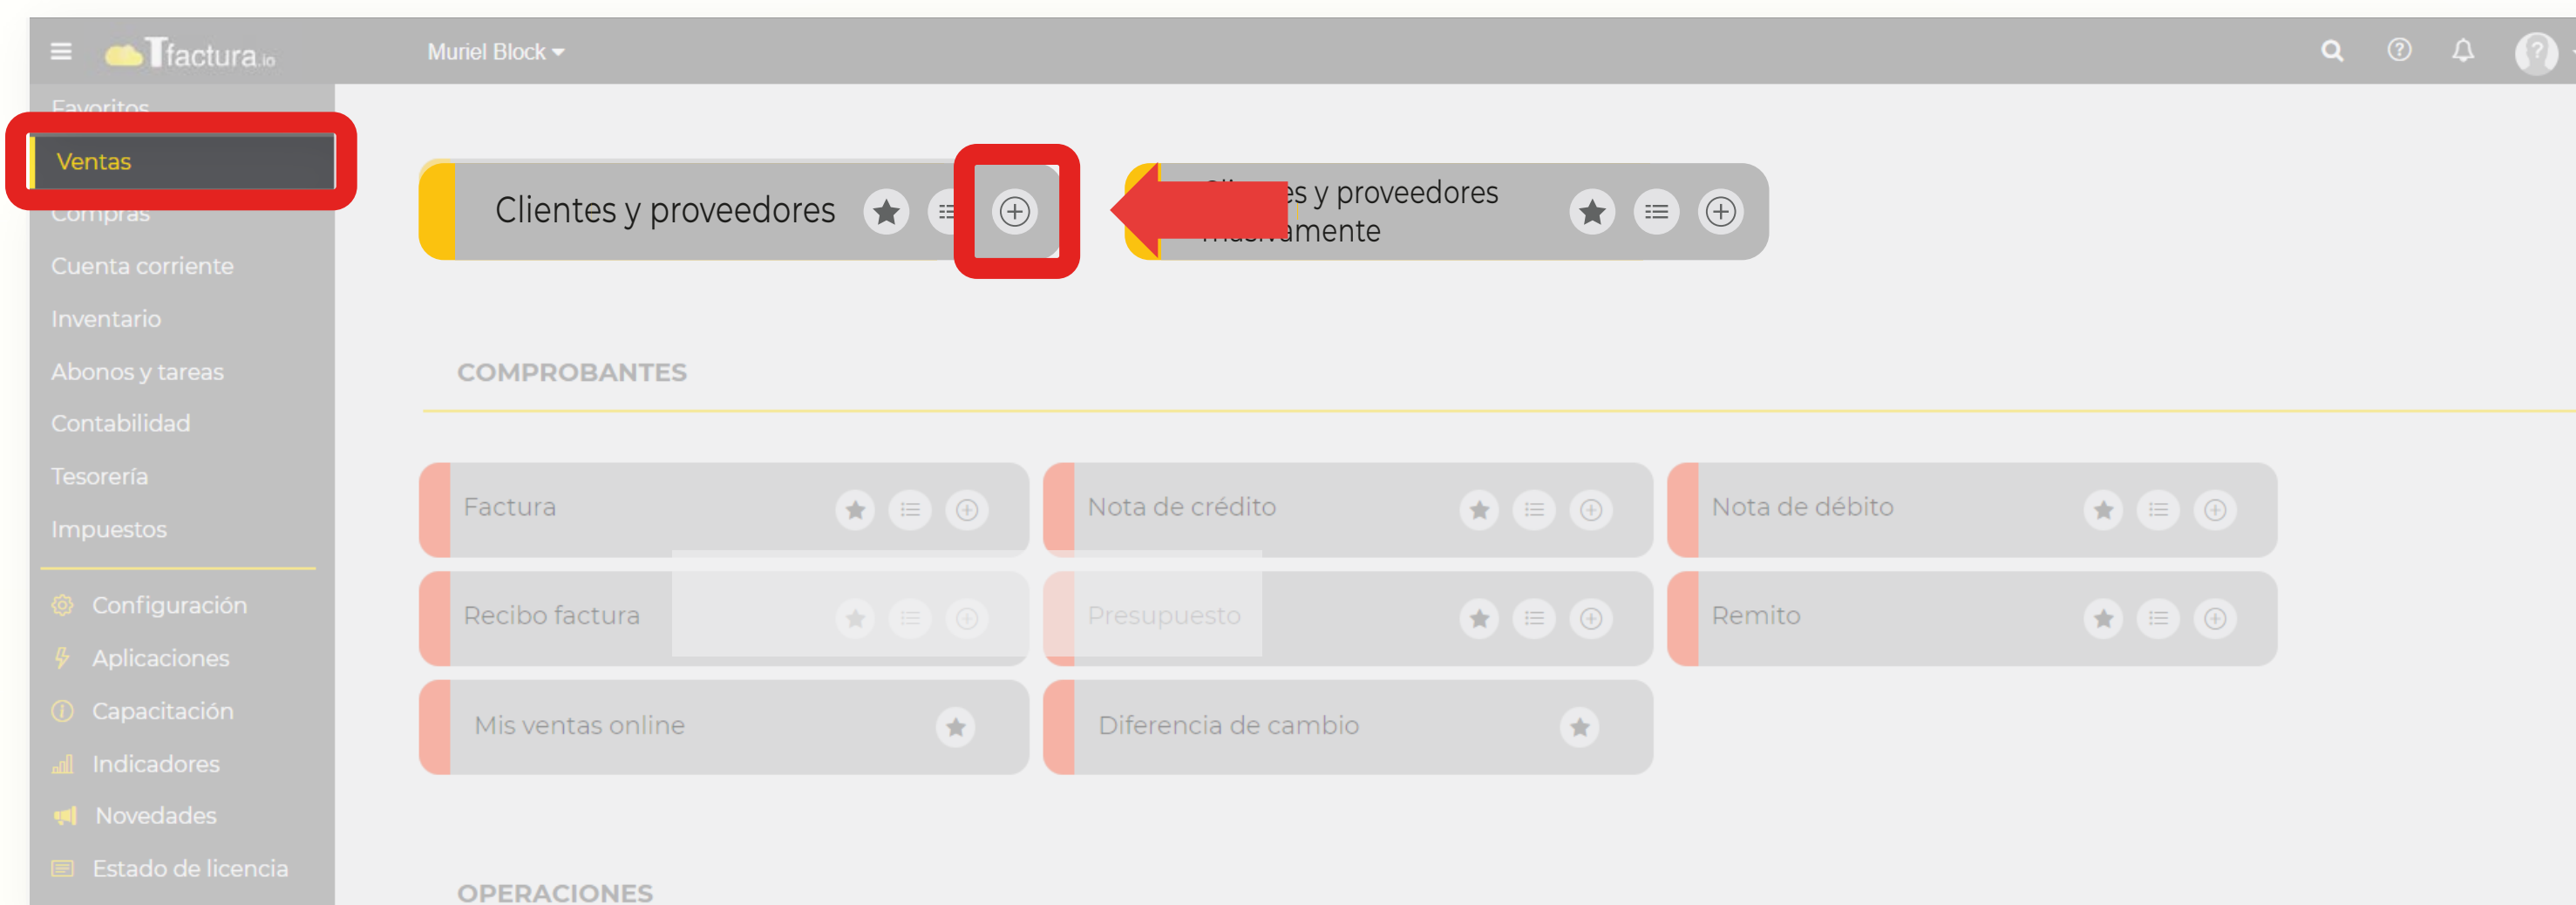 Tfactura.io
Muriel Block
Favoritos
Ventas
Compras
Cuenta corriente
Inventario
Abonos y tareas
Contabilidad
Tesorería
Impuestos
Configuración
Aplicaciones
Capacitación
Indicadores
Novedades
Estado de licencia
Clientes y proveedores
y proveedores
COMPROBANTES
Factura
Nota de crédito
Nota de débito
Recibo factura
Presupuesto
Remito
Mis ventas online
Diferencia de cambio
OPERACIONES